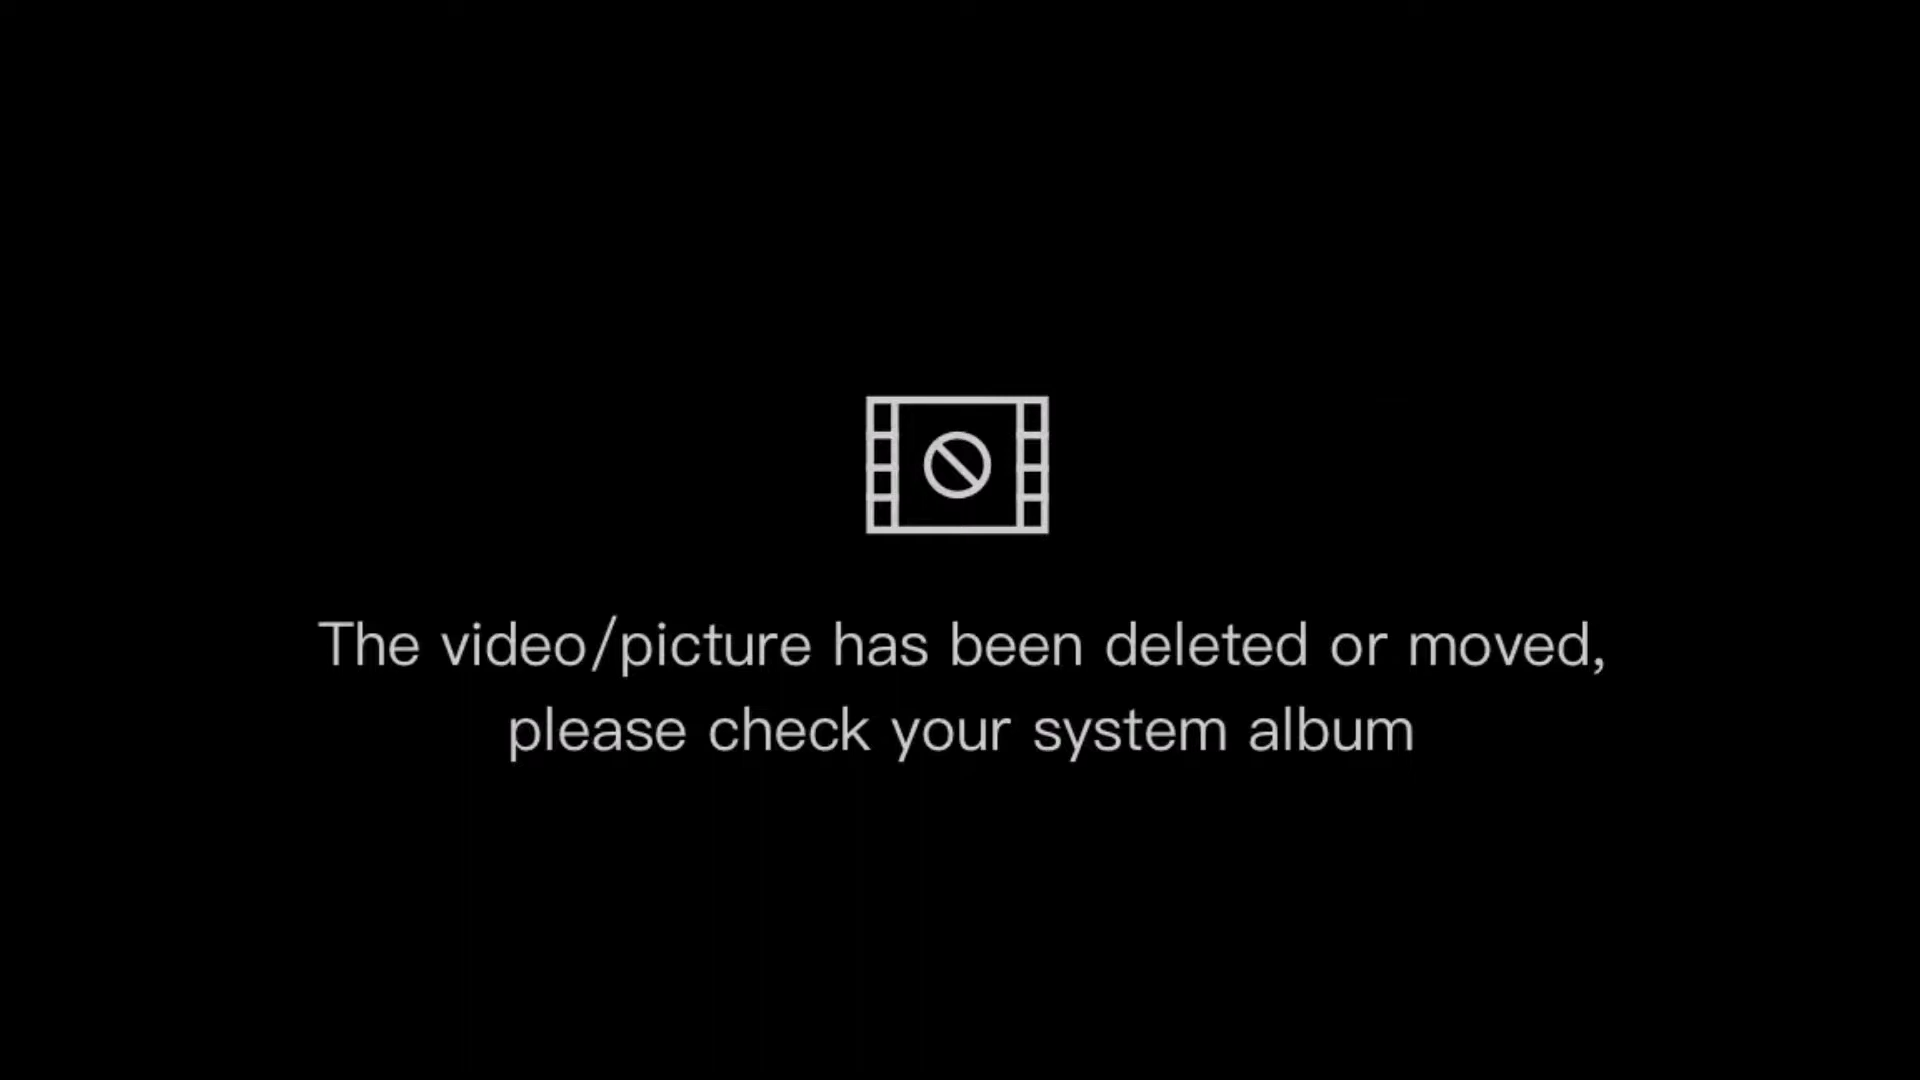 The video/picture has been deleted or moved,
please check your system album